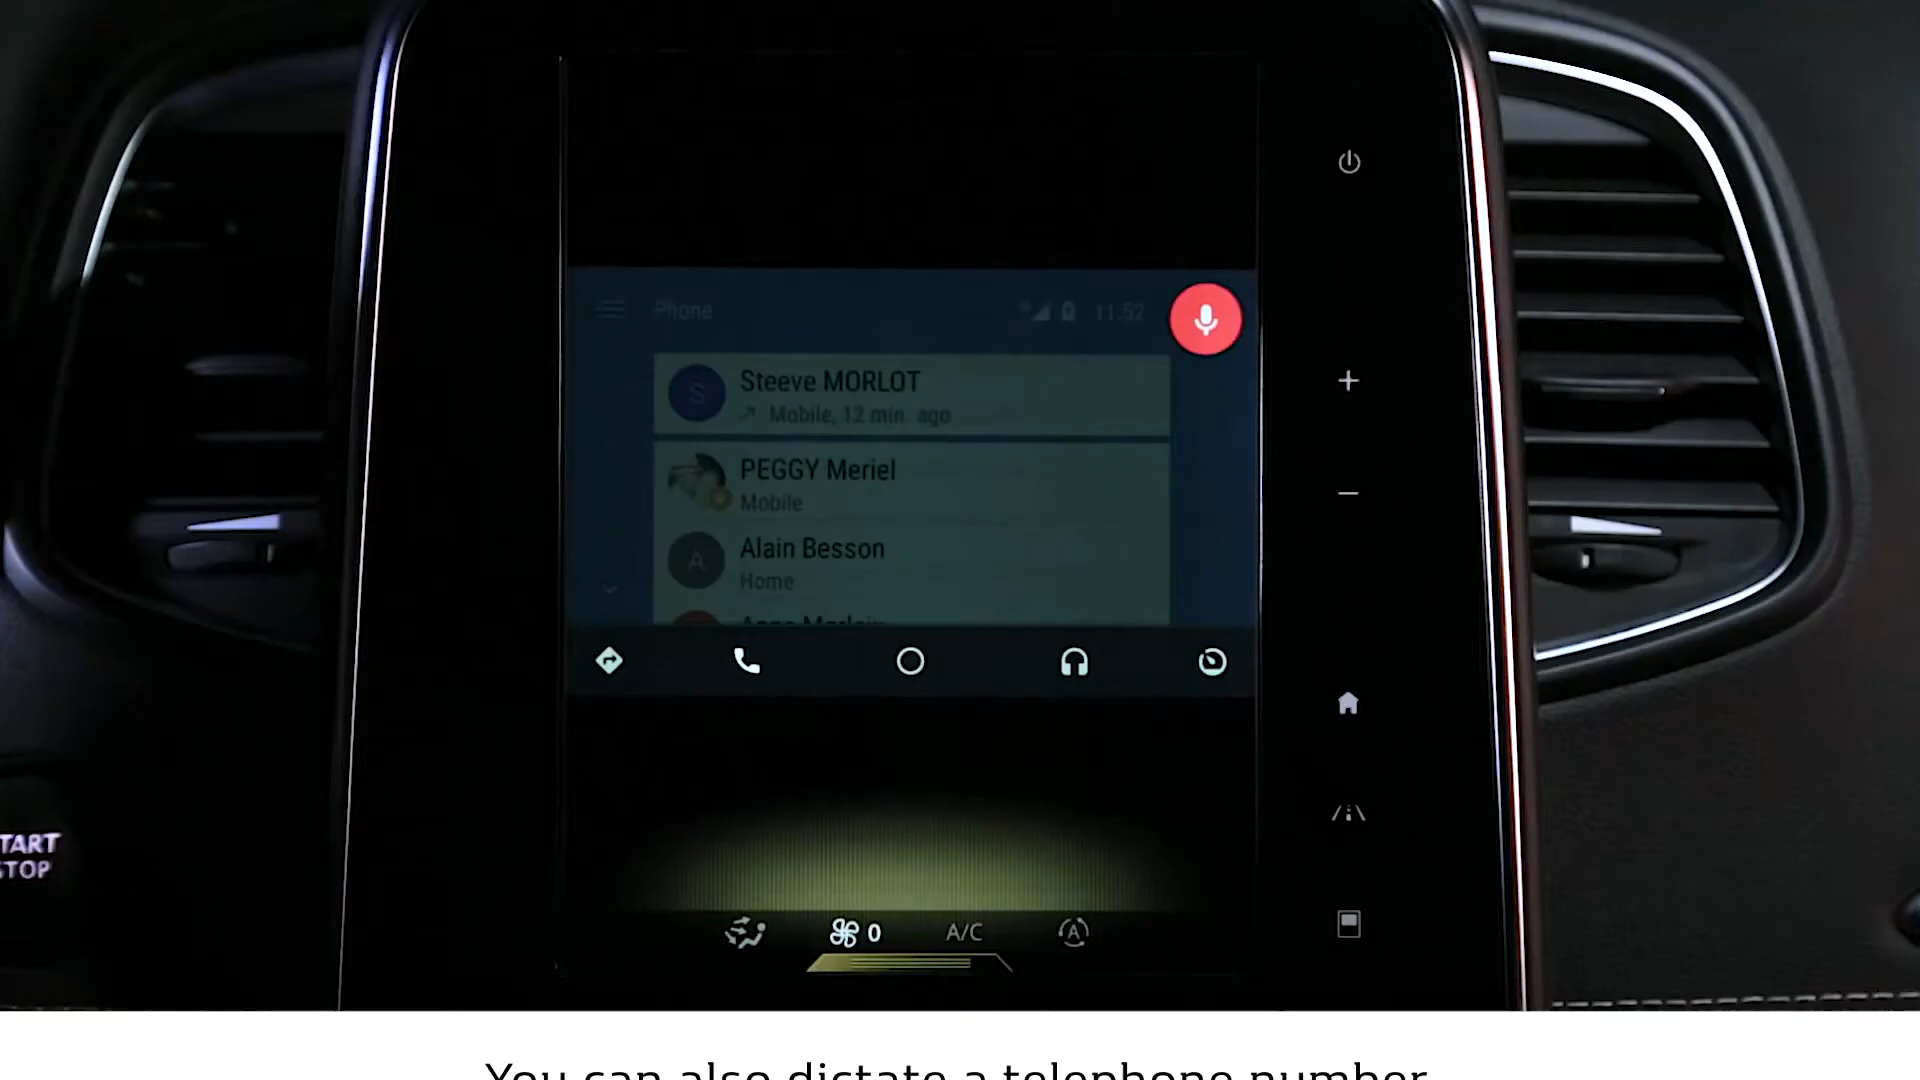 Phone
11:52
S
Steeve MORLOT
Mobile, 12 min. ago
PEGGY Meriel
Mobile
A
Alain Besson
Home
TART
STOP
0
A/C
A
You can also dictate a telephone number